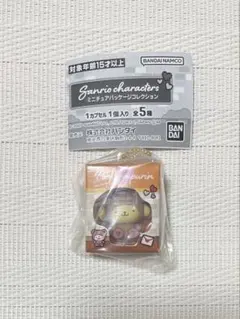 対象年齢15才以上
BANDAI NAMCO
Sanrio characters
ミニチュアパッケージコレクション
1カプセル1個入り 全5種
株式会社バンダイ
BAN
DAI